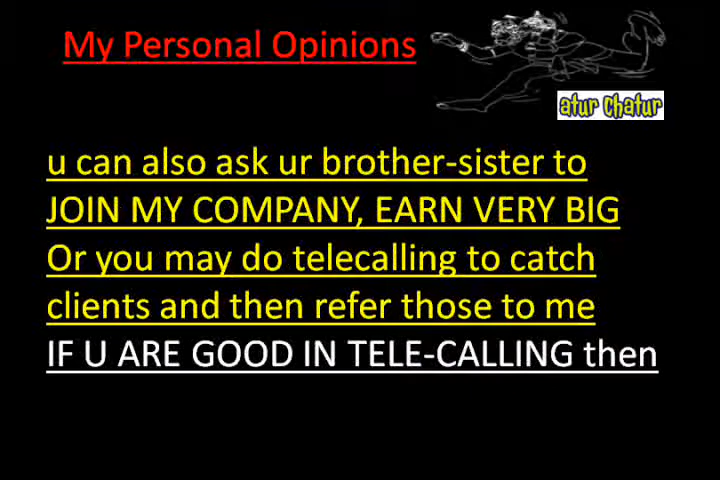 My Personal Opinions
atur chatur
u can also ask ur brother-sister to
JOIN MY COMPANY, EARN VERY BIG
Or you may do telecalling to catch
clients and then refer those to me
IF U ARE GOOD IN TELE-CALLING then